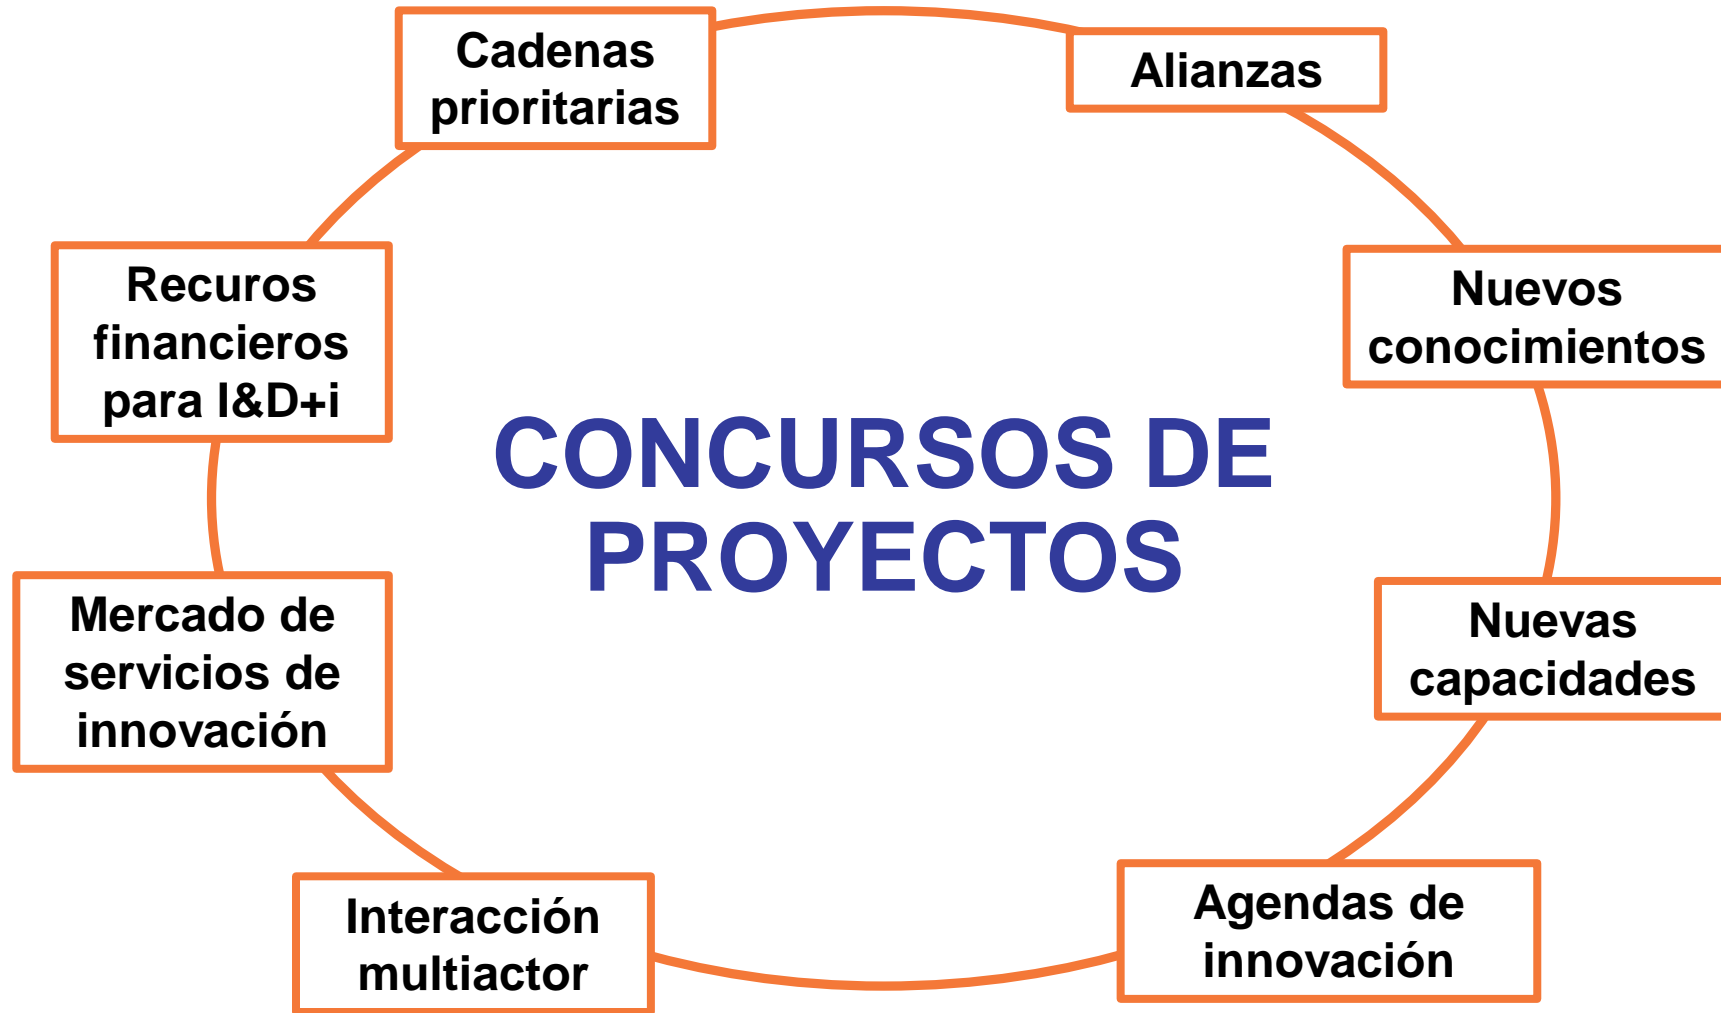 Cadenas
prioritarias
Alianzas
Nuevos
conocimientos
Nuevas
capacidades
Agendas de
innovación
Interacción
multiactor
Mercado de
servicios de
innovación
Recuros
financieros
para I&D+i
CONCURSOS DE
PROYECTOS